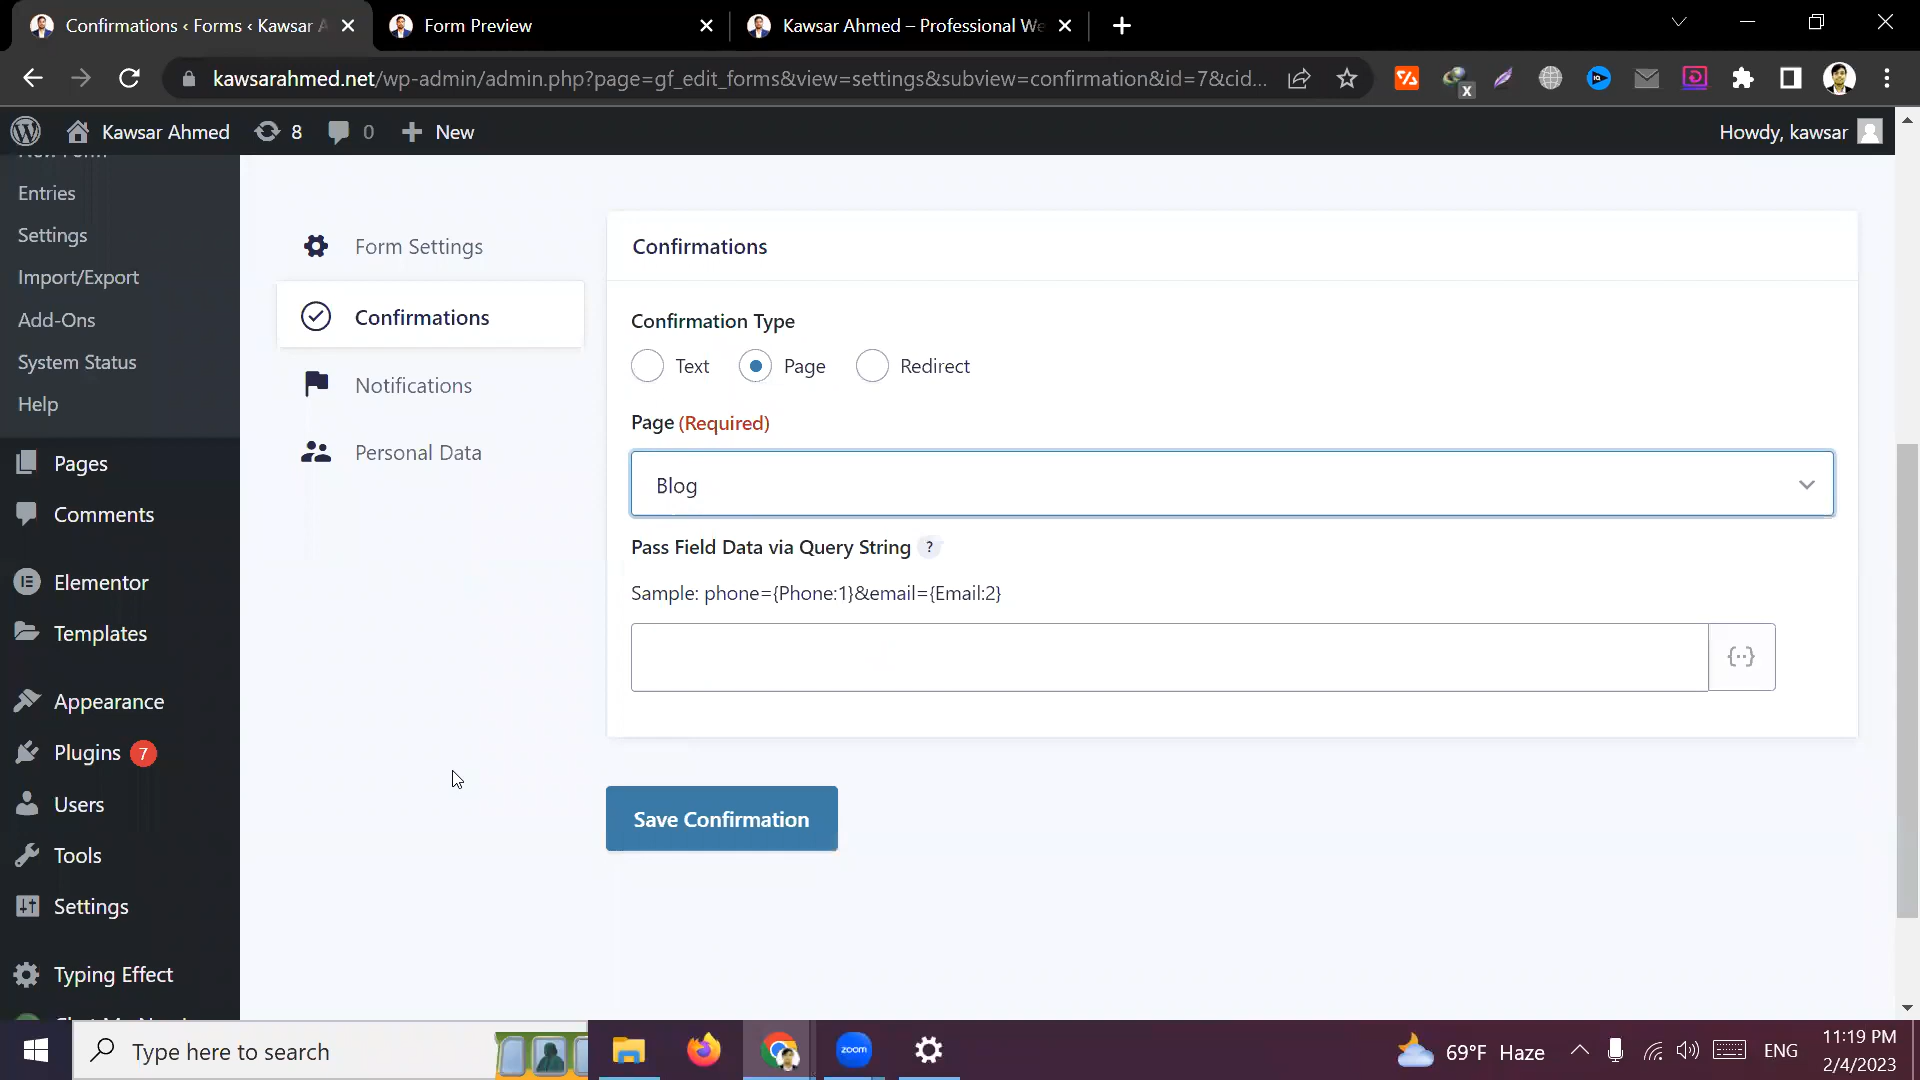 Confirmations ‹ Forms ‹ Kawsar A
Form Preview
Kawsar Ahmed – Professional We
kawsarahmed.net/wp-admin/admin.php?page=gf_edit_forms&view=settings&subview=confirmation&id=7&cid...
Kawsar Ahmed
8
0
New
Howdy, kawsar
New Form
Entries
Settings
Import/Export
Add-Ons
System Status
Help
Pages
Comments
Elementor
Templates
Appearance
Plugins 7
Users
Tools
Settings
Typing Effect
Form Settings
Confirmations
Notifications
Personal Data
Confirmations
Confirmation Type
Text
Page
Redirect
Page (Required)
Blog
Pass Field Data via Query String ?
Sample: phone={Phone:1}&email={Email:2}
{··}
Save Confirmation
Type here to search
zoom
69°F Haze
ENG
11:19 PM
2/4/2023